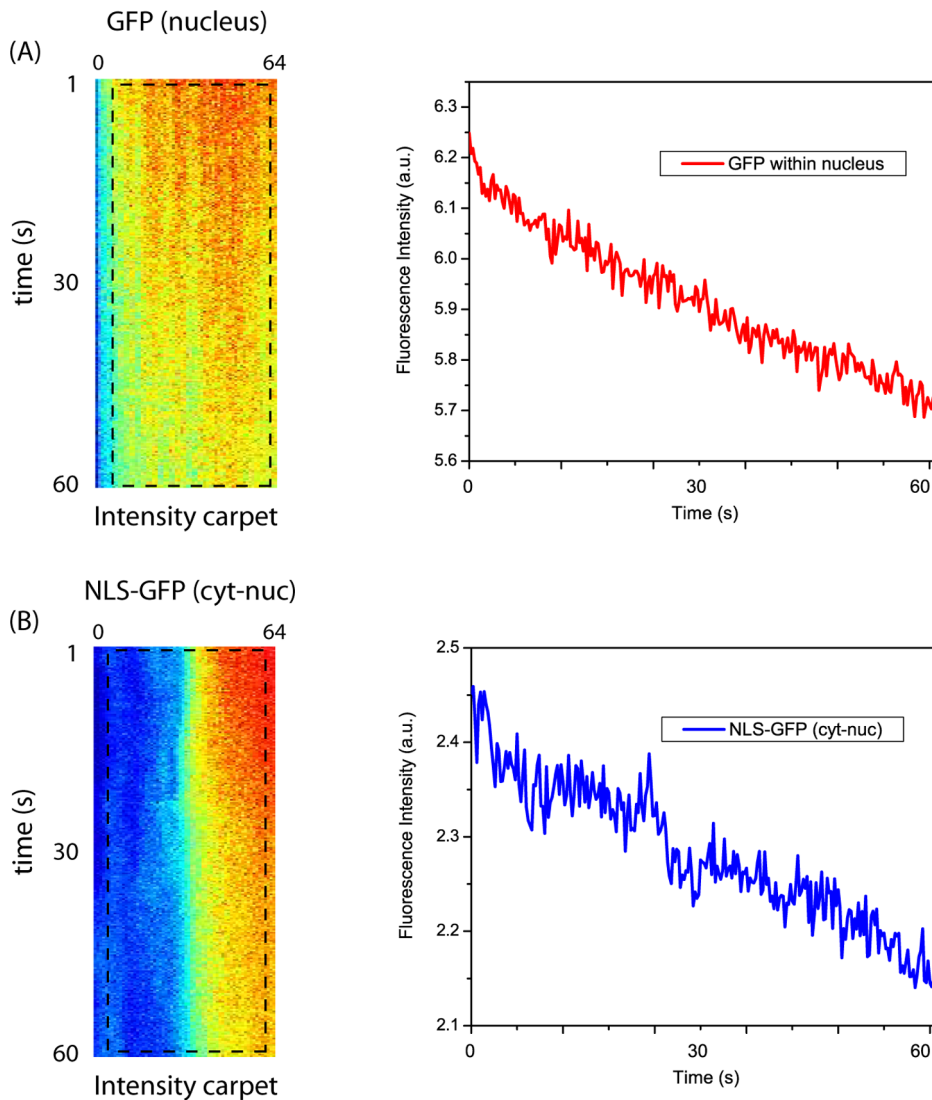 GFP (nucleus)
(A)
0 64
1
30
60
time (s)
Intensity carpet
6.3
6.2
6.1
6.0
5.9
5.8
5.7
5.6
Fluorescence Intensity (a.u.)
GFP within nucleus
0 30 60
Time (s)
NLS-GFP (cyt-nuc)
(B)
0 64
1
30
60
time (s)
Intensity carpet
2.5
2.4
2.3
2.2
2.1
Fluorescence Intensity (a.u.)
NLS-GFP (cyt-nuc)
0 30 60
Time (s)